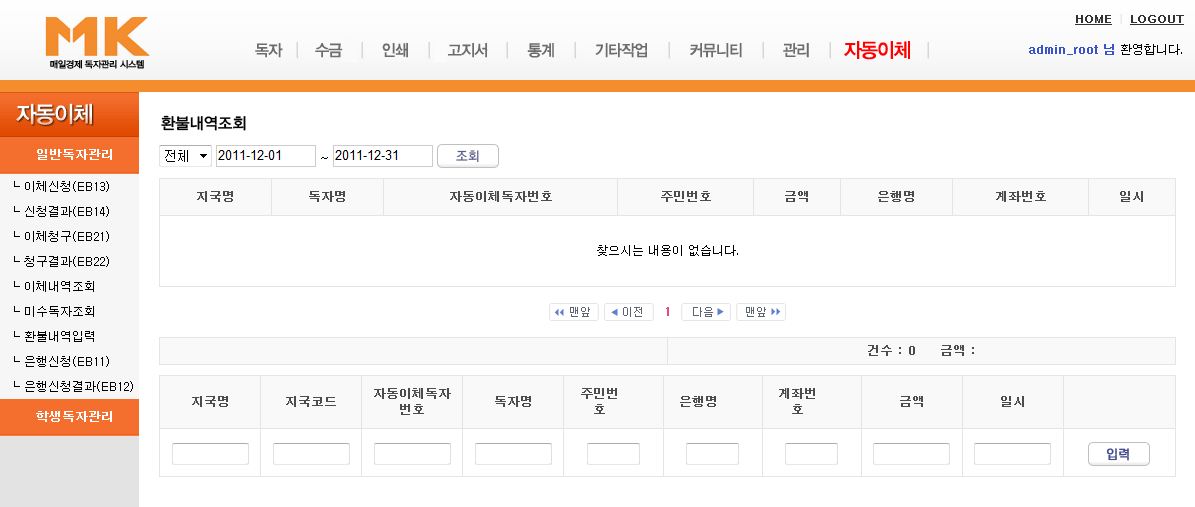 HOME | LOGOUT
MK
매일경제 독자관리 시스템
독자 수금 인쇄 고지서 통계 기타작업 커뮤니티 관리 자동이체
admin_root 님 환영합니다.
자동이체
일반독자관리
└ 이체신청(EB13)
└ 신청결과(EB14)
└ 이체청구(EB21)
└ 청구결과(EB22)
└ 이체내역조회
└ 미수독자조회
└ 환불내역입력
└ 은행신청(EB11)
└ 은행신청결과(EB12)
학생독자관리
환불내역조회
전체 2011-12-01 ~ 2011-12-31 조회
지국명 독자명 자동이체독자번호 주민번호 금액 은행명 계좌번호 일시
찾으시는 내용이 없습니다.
맨앞 이전 1 다음 맨앞
건수 : 0 금액 :
지국명 지국코드 자동이체독자번호 독자명 주민번호 은행명 계좌번호 금액 일시
입력